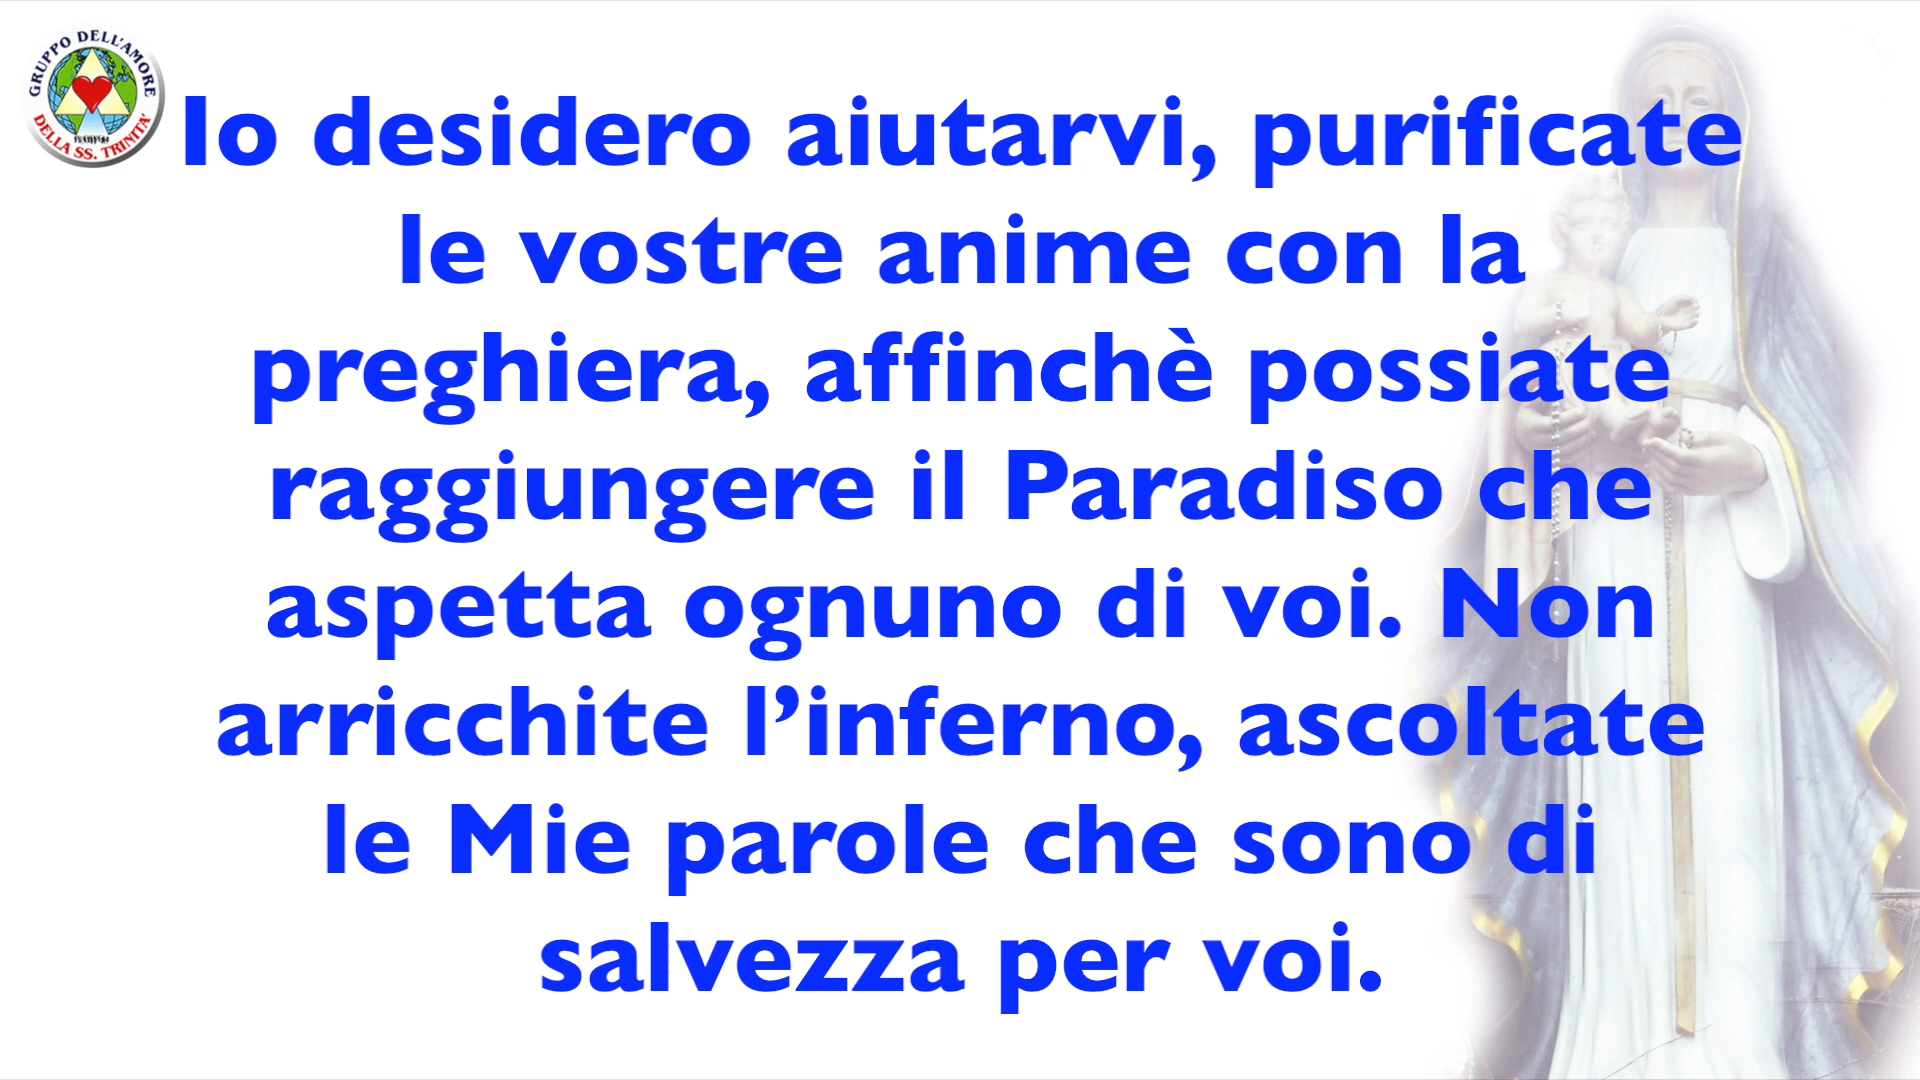 GRUPPO DELL'AMORE
DELLA SS. TRINITA'
Io desidero aiutarvi, purificate
le vostre anime con la
preghiera, affinchè possiate
raggiungere il Paradiso che
aspetta ognuno di voi. Non
arricchite l’inferno, ascoltate
le Mie parole che sono di
salvezza per voi.